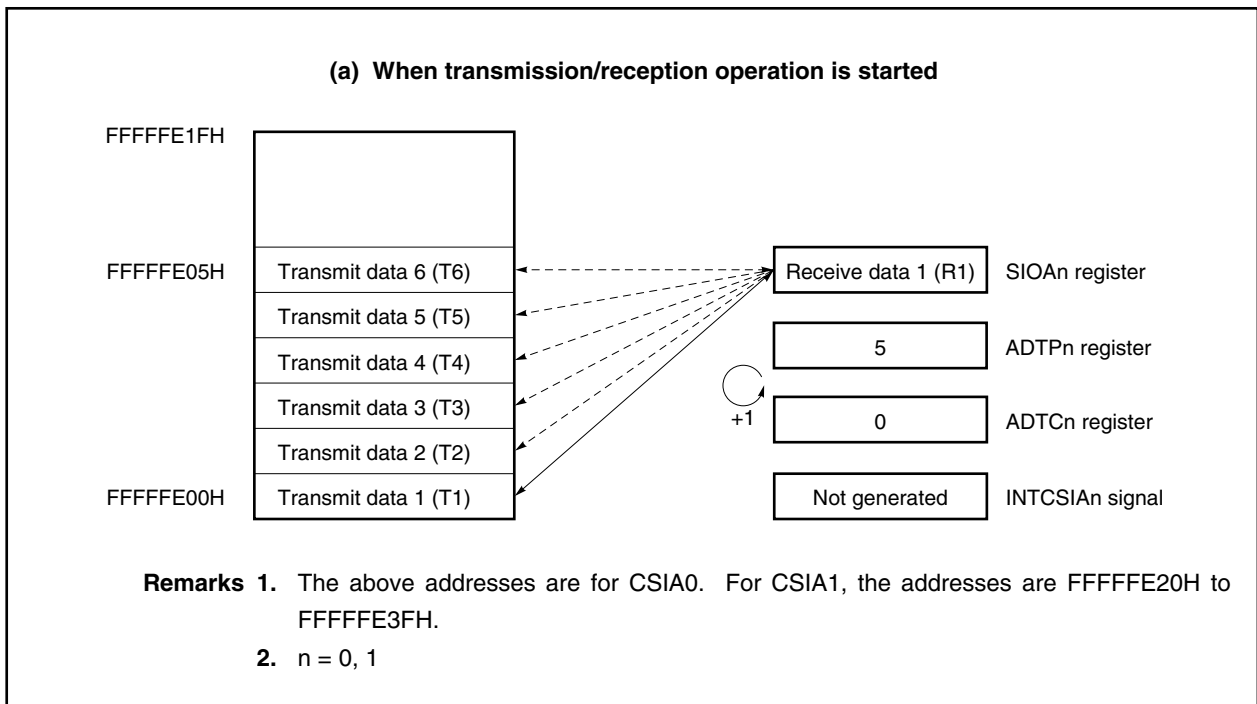 (a) When transmission/reception operation is started
FFFFFE1FH
FFFFFE05H
Transmit data 6 (T6)
Receive data 1 (R1)
SIOAn register
Transmit data 5 (T5)
5
ADTPn register
Transmit data 4 (T4)
Transmit data 3 (T3)
+1
0
ADTCn register
Transmit data 2 (T2)
FFFFFE00H
Transmit data 1 (T1)
Not generated
INTCSIAn signal
Remarks 1. The above addresses are for CSIA0. For CSIA1, the addresses are FFFFFE20H to
FFFFFE3FH.
2. n = 0, 1